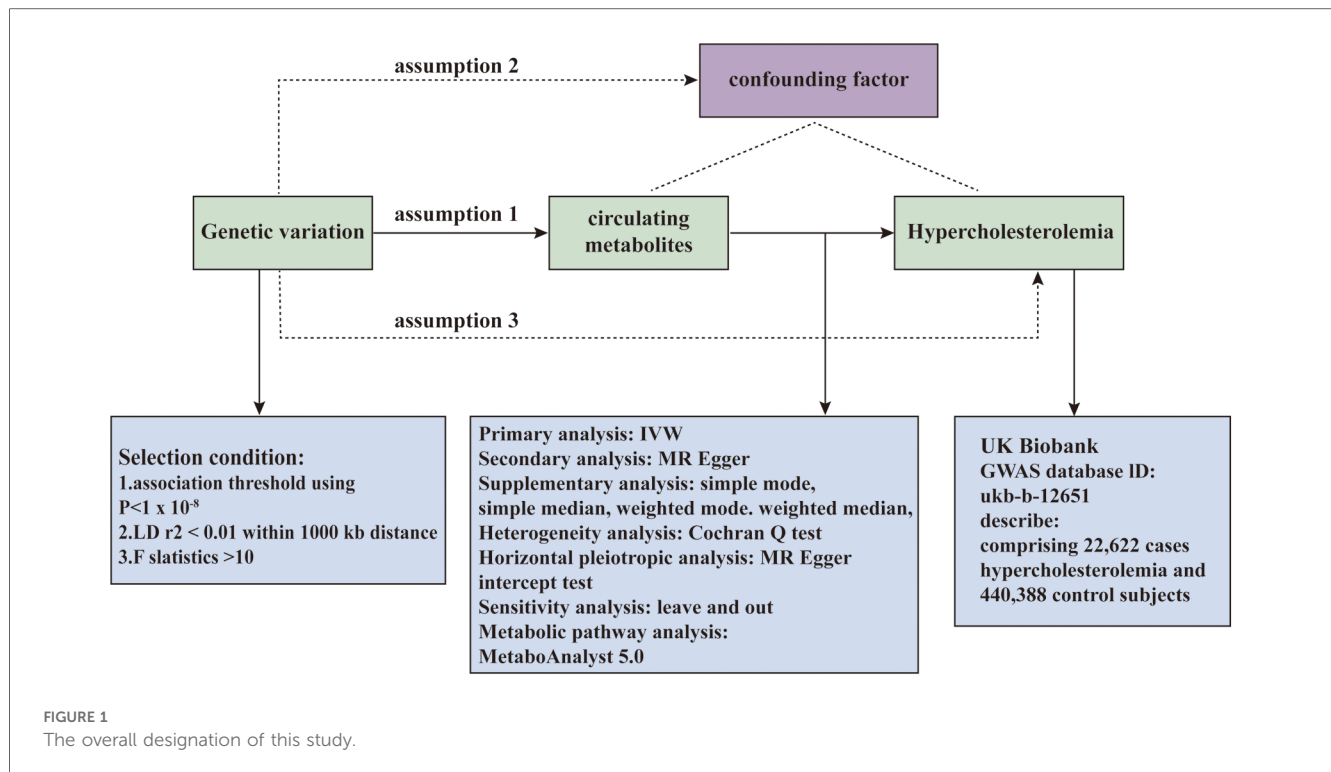 assumption 2
confounding factor
Genetic variation
assumption 1
circulating
metabolites
Hypercholesterolemia
assumption 3
Selection condition:
1.association threshold using
P<1 x 10⁻⁸
2.LD r2 < 0.01 within 1000 kb distance
3.F slatistics >10
Primary analysis: IVW
Secondary analysis: MR Egger
Supplementary analysis: simple mode,
simple median, weighted mode. weighted median,
Heterogeneity analysis: Cochran Q test
Horizontal pleiotropic analysis: MR Egger
intercept test
Sensitivity analysis: leave and out
Metabolic pathway analysis:
MetaboAnalyst 5.0
UK Biobank
GWAS database lD:
ukb-b-12651
describe:
comprising 22,622 cases
hypercholesterolemia and
440,388 control subjects
FIGURE 1
The overall designation of this study.